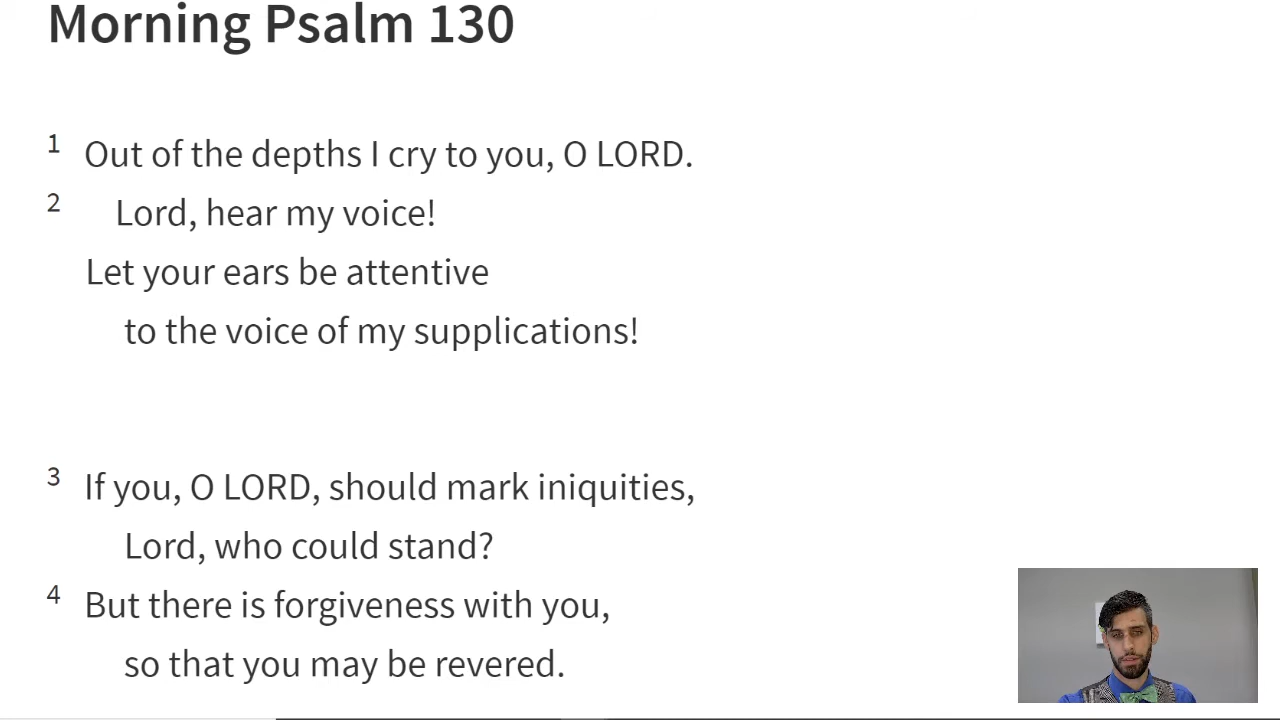 Morning Psalm 130
1 Out of the depths I cry to you, O LORD.
2 Lord, hear my voice!
Let your ears be attentive
to the voice of my supplications!
3 If you, O LORD, should mark iniquities,
Lord, who could stand?
4 But there is forgiveness with you,
so that you may be revered.